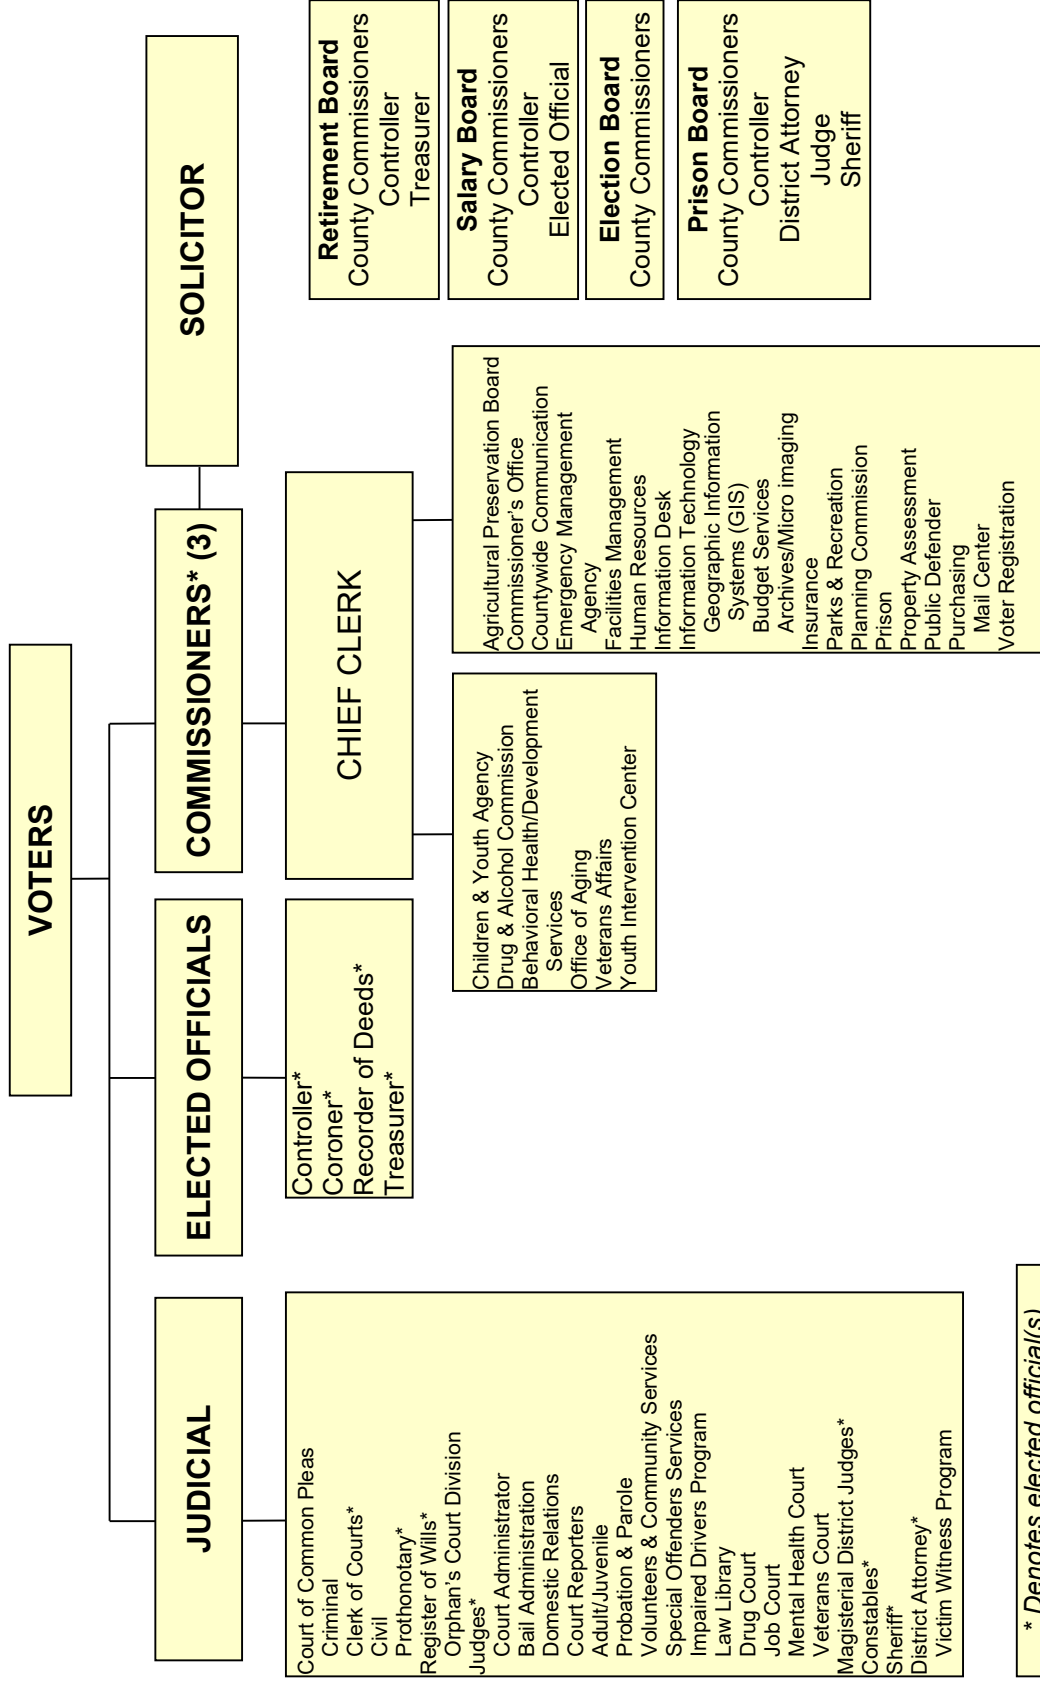 VOTERS
JUDICIAL
ELECTED OFFICIALS
COMMISSIONERS* (3)
SOLICITOR
Court of Common Pleas
Criminal
Clerk of Courts*
Civil
Prothonotary*
Register of Wills*
Orphan's Court Division
Judges*
Court Administrator
Bail Administration
Domestic Relations
Court Reporters
Adult/Juvenile
Probation & Parole
Volunteers & Community Services
Special Offenders Services
Impaired Drivers Program
Law Library
Drug Court
Job Court
Mental Health Court
Veterans Court
Magisterial District Judges*
Constables*
Sheriff*
District Attorney*
Victim Witness Program
Controller*
Coroner*
Recorder of Deeds*
Treasurer*
CHIEF CLERK
Children & Youth Agency
Drug & Alcohol Commission
Behavioral Health/Development
Services
Office of Aging
Veterans Affairs
Youth Intervention Center
Agricultural Preservation Board
Commissioner's Office
Countywide Communication
Emergency Management
Agency
Facilities Management
Human Resources
Information Desk
Information Technology
Geographic Information
Systems (GIS)
Budget Services
Archives/Micro imaging
Insurance
Parks & Recreation
Planning Commission
Prison
Property Assessment
Public Defender
Purchasing
Mail Center
Voter Registration
Retirement Board
County Commissioners
Controller
Treasurer
Salary Board
County Commissioners
Controller
Elected Official
Election Board
County Commissioners
Prison Board
County Commissioners
Controller
District Attorney
Judge
Sheriff
* Denotes elected official(s)